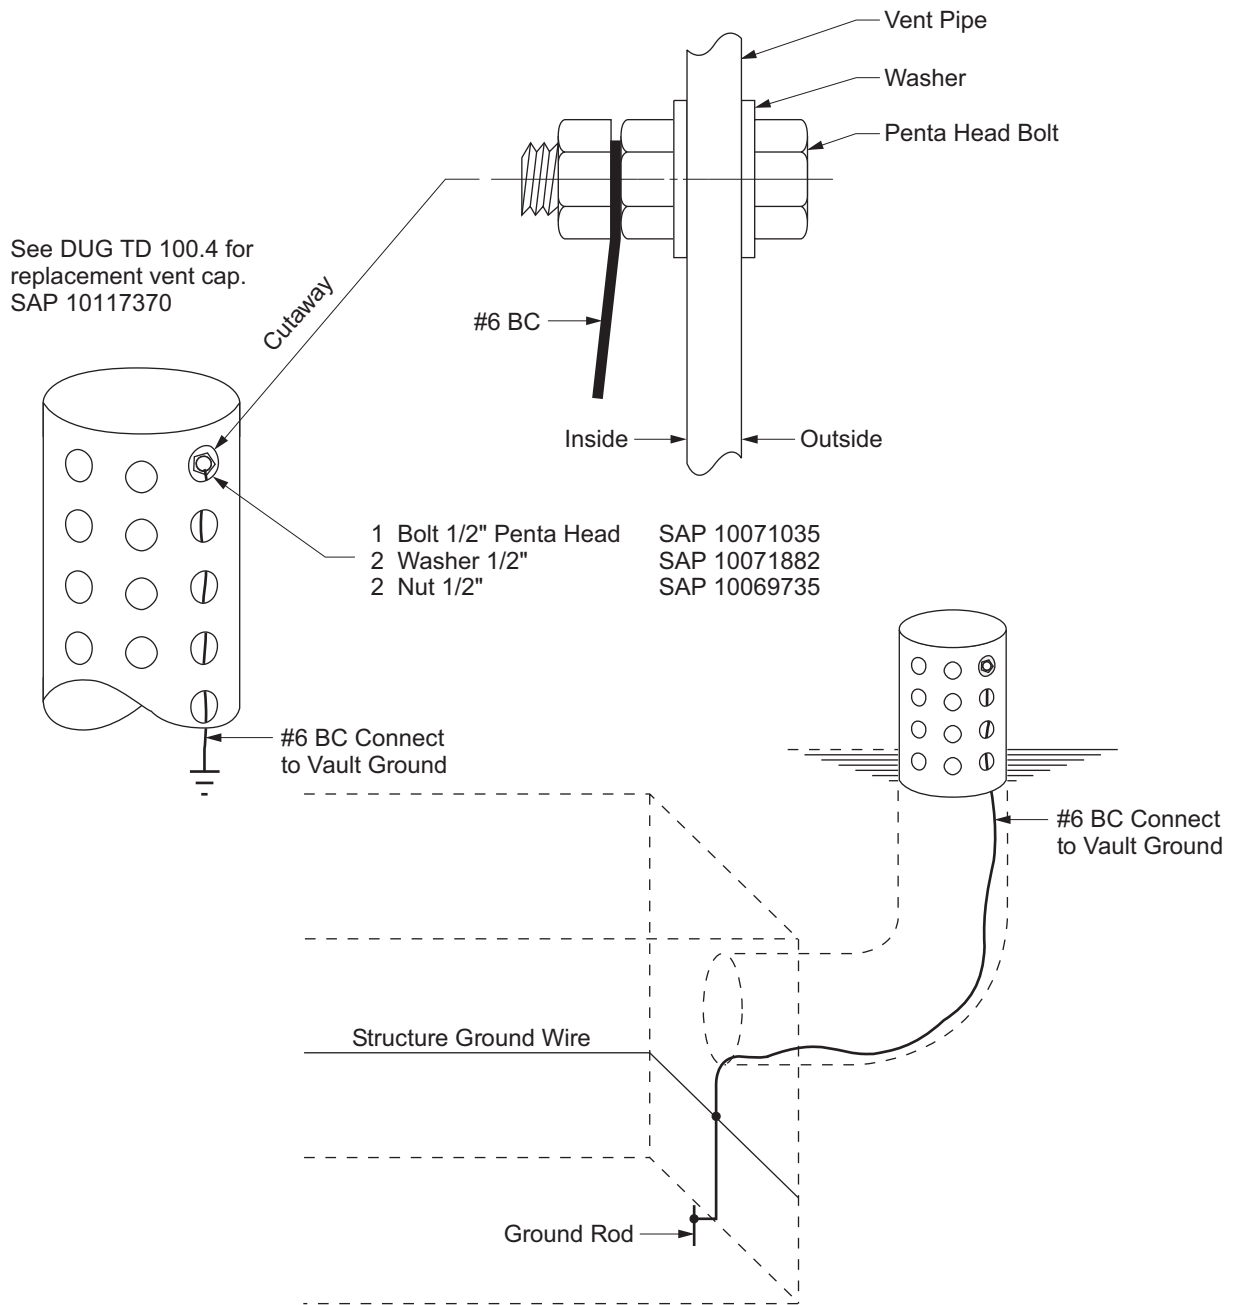 Vent Pipe
Washer
Penta Head Bolt
See DUG TD 100.4 for
replacement vent cap.
SAP 10117370
Cutaway
#6 BC
Inside
Outside
1 Bolt 1/2" Penta Head SAP 10071035
2 Washer 1/2" SAP 10071882
2 Nut 1/2" SAP 10069735
#6 BC Connect
to Vault Ground
#6 BC Connect
to Vault Ground
Structure Ground Wire
Ground Rod